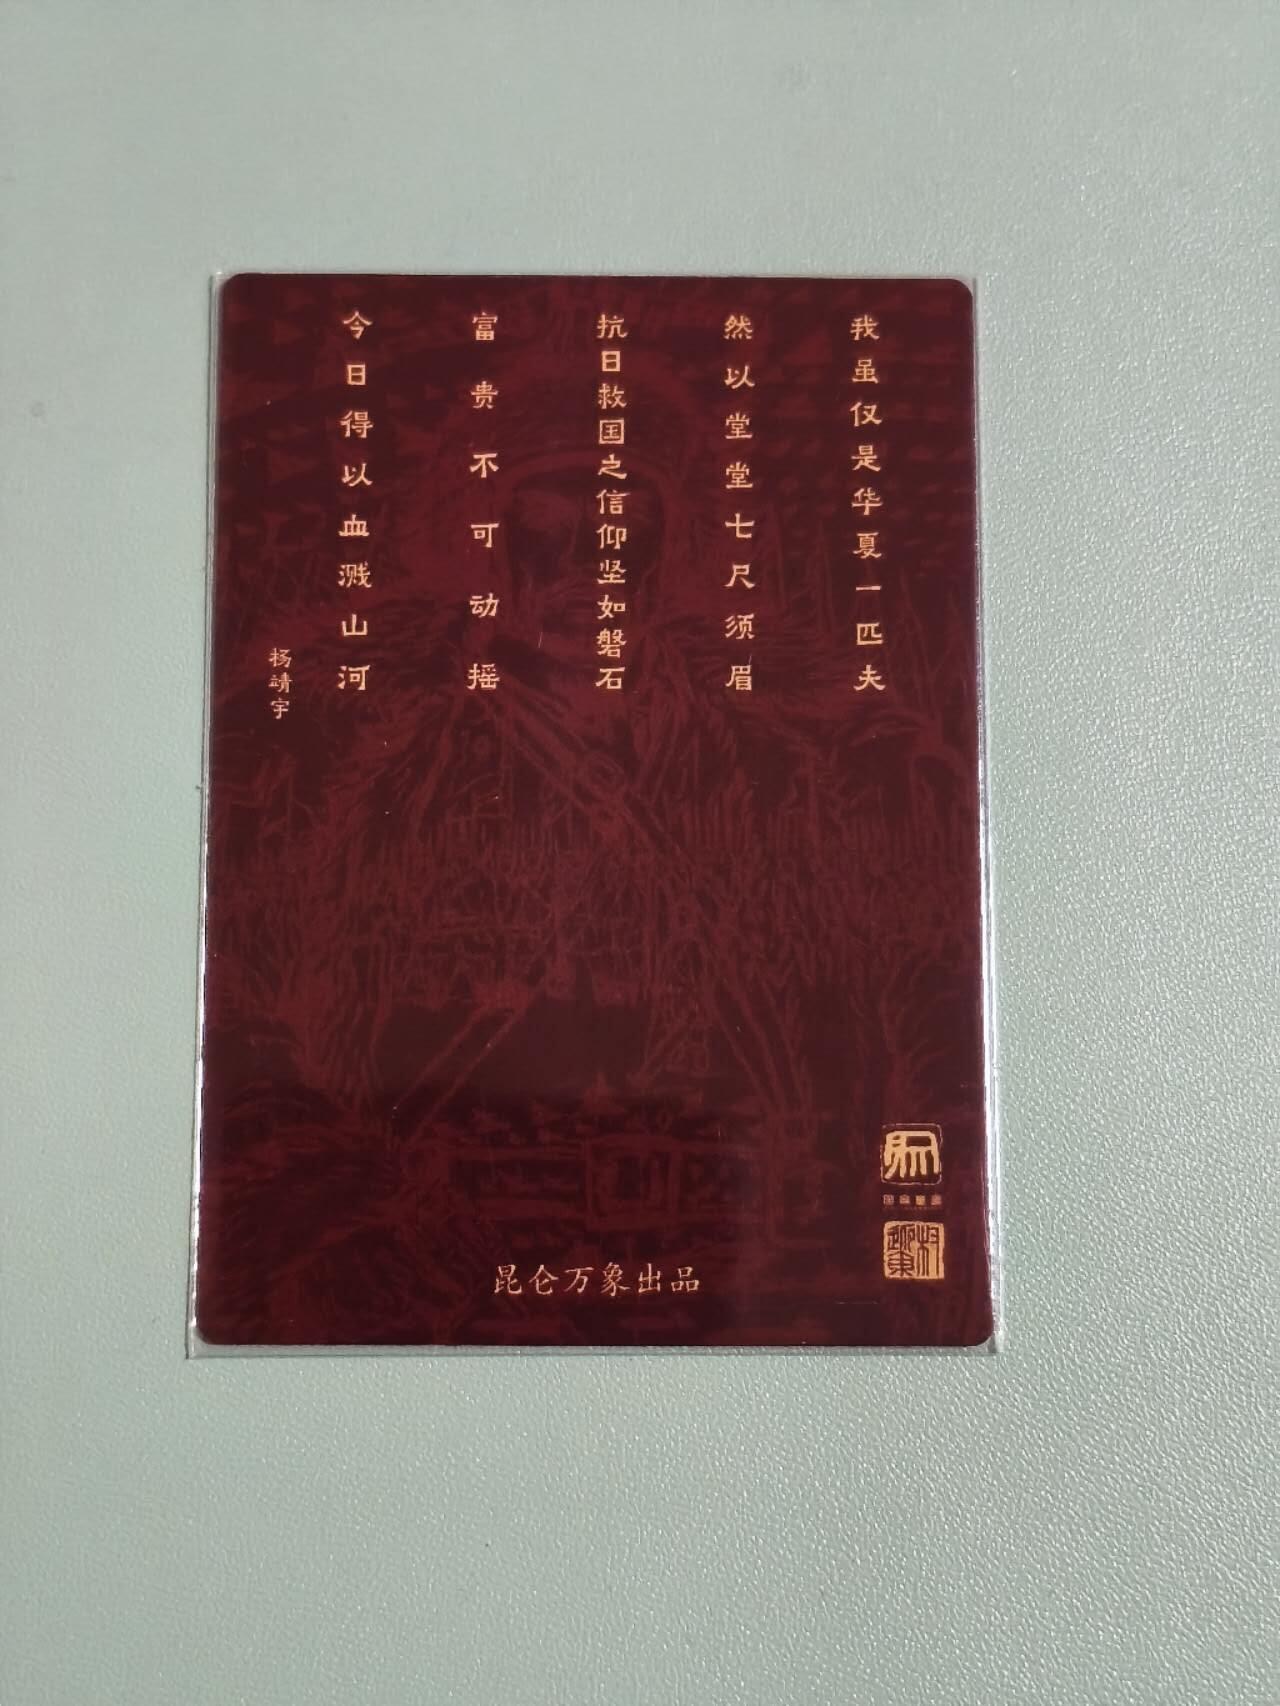 我虽仅是华夏一匹夫
然以堂堂七尺须眉
抗日救国之信仰坚如磐石
富贵不可动摇
今日得以血溅山河
杨靖宇
昆仑万象出品